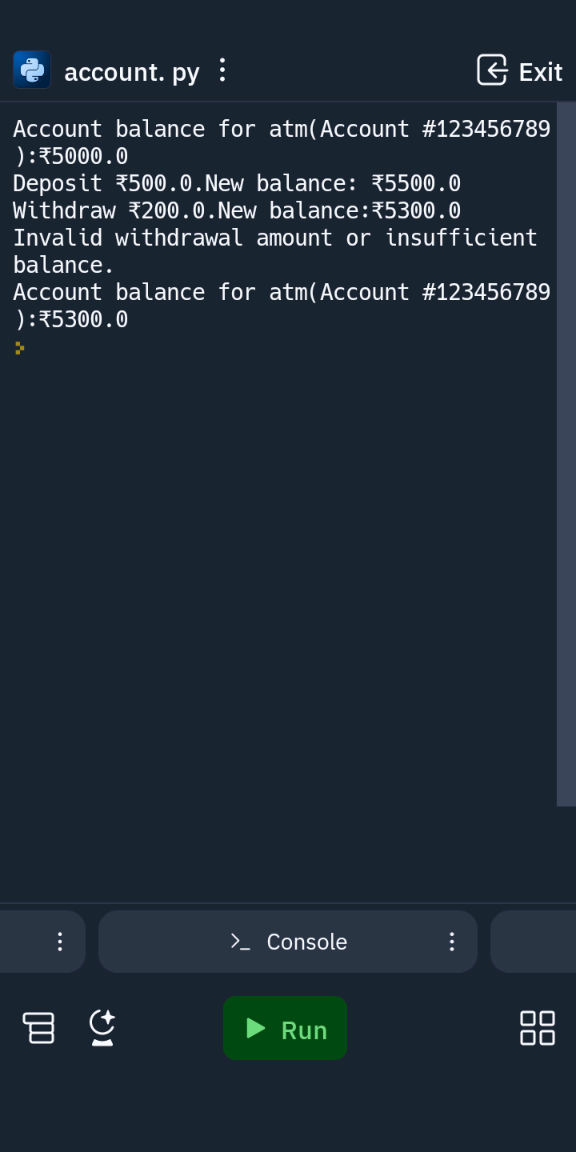 account. py
Exit
Account balance for atm(Account #123456789
):₹5000.0
Deposit ₹500.0.New balance: ₹5500.0
Withdraw ₹200.0.New balance:₹5300.0
Invalid withdrawal amount or insufficient
balance.
Account balance for atm(Account #123456789
):₹5300.0
Console
Run